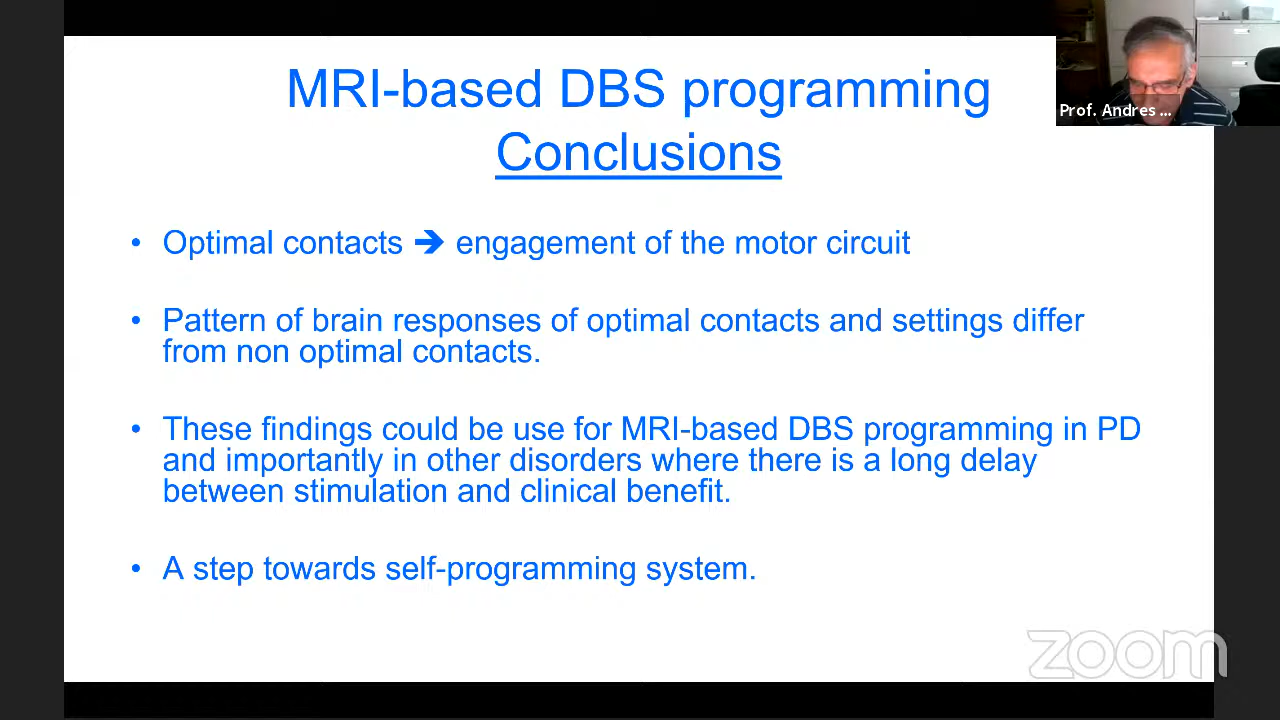 MRI-based DBS programming
Conclusions
Prof. Andres ...
• Optimal contacts ➔ engagement of the motor circuit
• Pattern of brain responses of optimal contacts and settings differ
from non optimal contacts.
• These findings could be use for MRI-based DBS programming in PD
and importantly in other disorders where there is a long delay
between stimulation and clinical benefit.
• A step towards self-programming system.
zoom